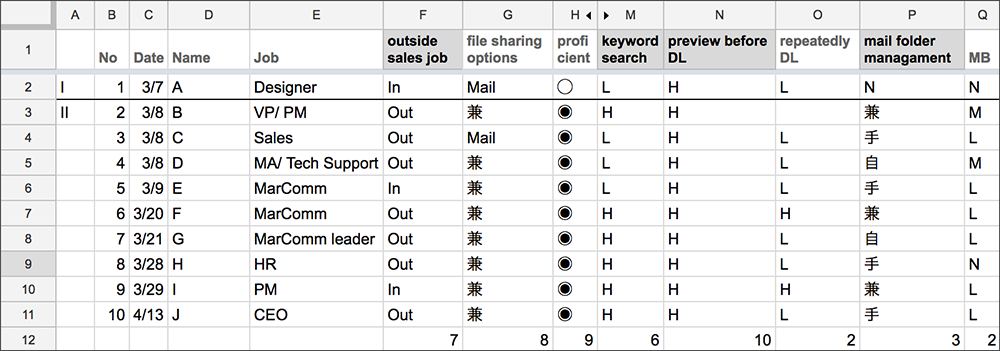 A B C D E F G H M N O P Q
1 No Date Name Job outside sales job file sharing options profi cient keyword search preview before DL repeatedly DL mail folder managament MB
2 I 1 3/7 A Designer In Mail ○ L H L N N
3 II 2 3/8 B VP/ PM Out 兼 ◉ H H 兼 M
4 3 3/8 C Sales Out Mail ◉ L H L 手 L
5 4 3/8 D MA/ Tech Support Out 兼 ◉ L H L 自 M
6 5 3/9 E MarComm In 兼 ◉ L H L 手 L
7 6 3/20 F MarComm Out 兼 ◉ H H H 兼 L
8 7 3/21 G MarComm leader Out 兼 ◉ H H L 自 L
9 8 3/28 H HR Out 兼 ◉ H H L 手 N
10 9 3/29 I PM In 兼 ◉ H H H 兼 L
11 10 4/13 J CEO Out 兼 ◉ H H L 手 L
12 7 8 9 6 10 2 3 2